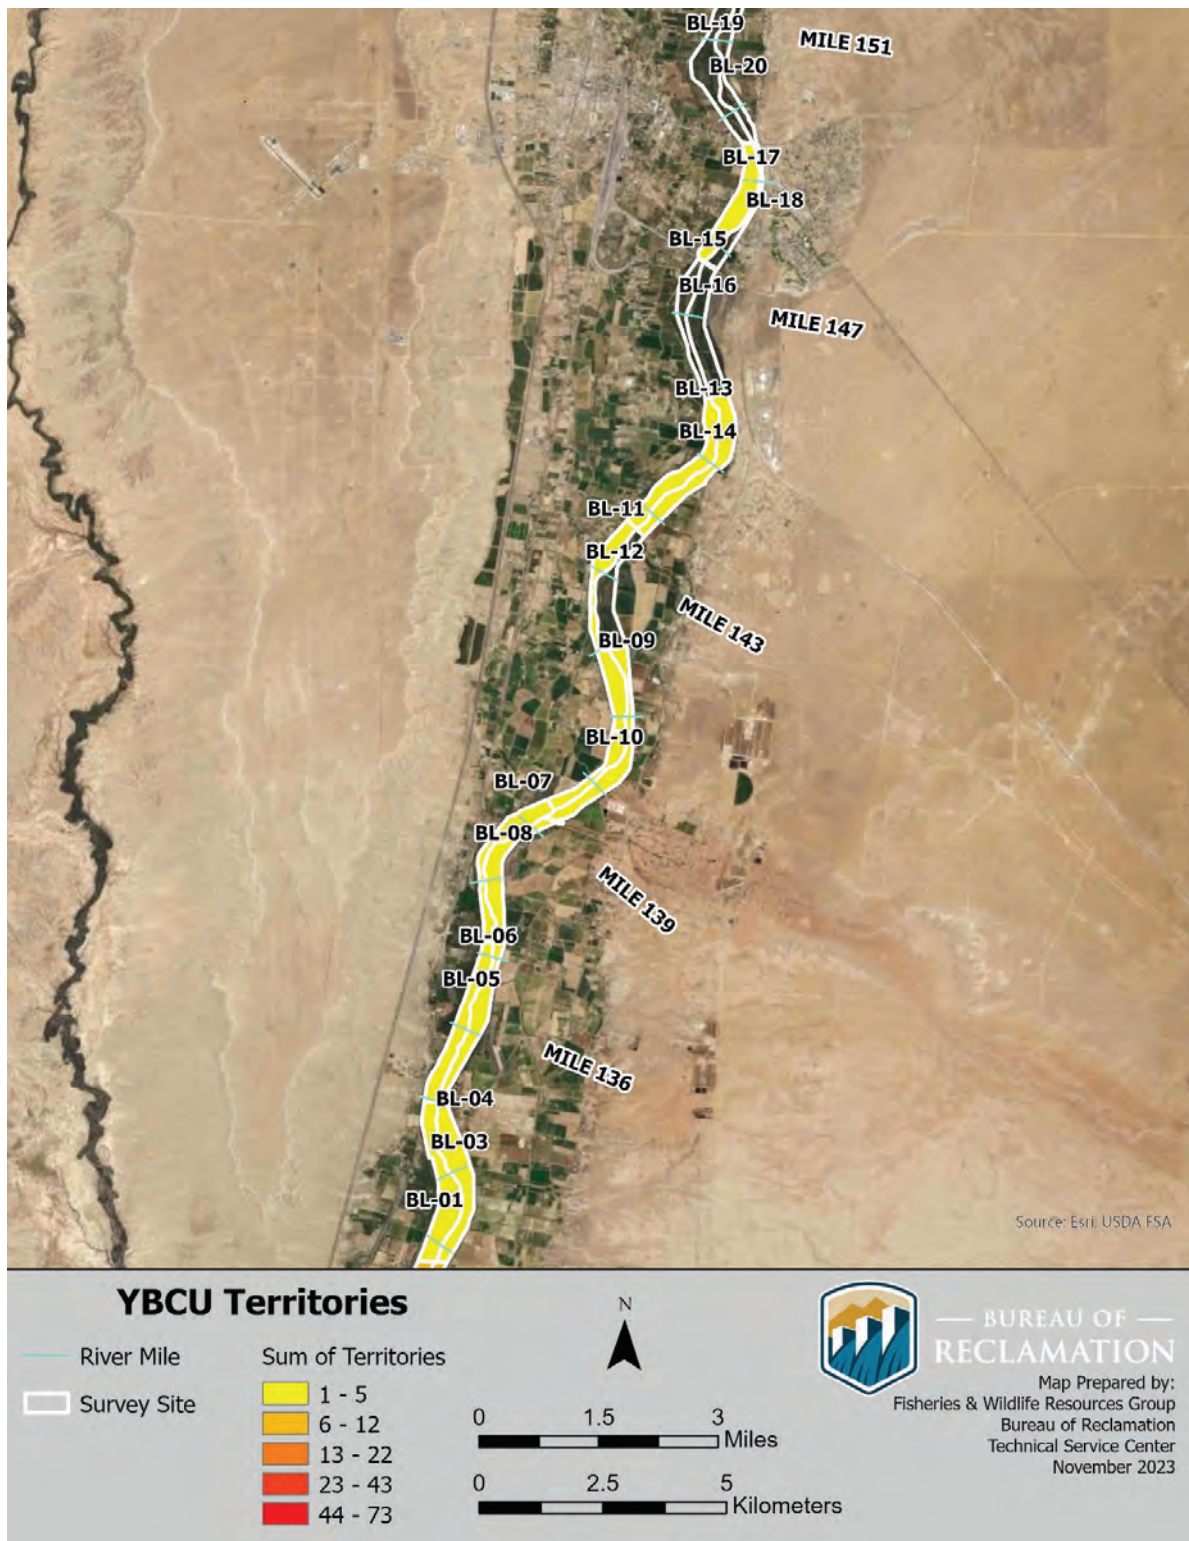 BL-19
MILE 151
BL-20
BL-17
BL-18
BL-15
BL-16
MILE 147
BL-13
BL-14
BL-11
BL-12
MILE 143
BL-09
BL-10
BL-07
BL-08
MILE 139
BL-06
BL-05
MILE 136
BL-04
BL-03
BL-01
Source: Esri, USDA FSA
YBCU Territories
River Mile
Survey Site
Sum of Territories
1 - 5
6 - 12
13 - 22
23 - 43
44 - 73
N
0 1.5 3
Miles
0 2.5 5
Kilometers
BUREAU OF
RECLAMATION
Map Prepared by:
Fisheries & Wildlife Resources Group
Bureau of Reclamation
Technical Service Center
November 2023